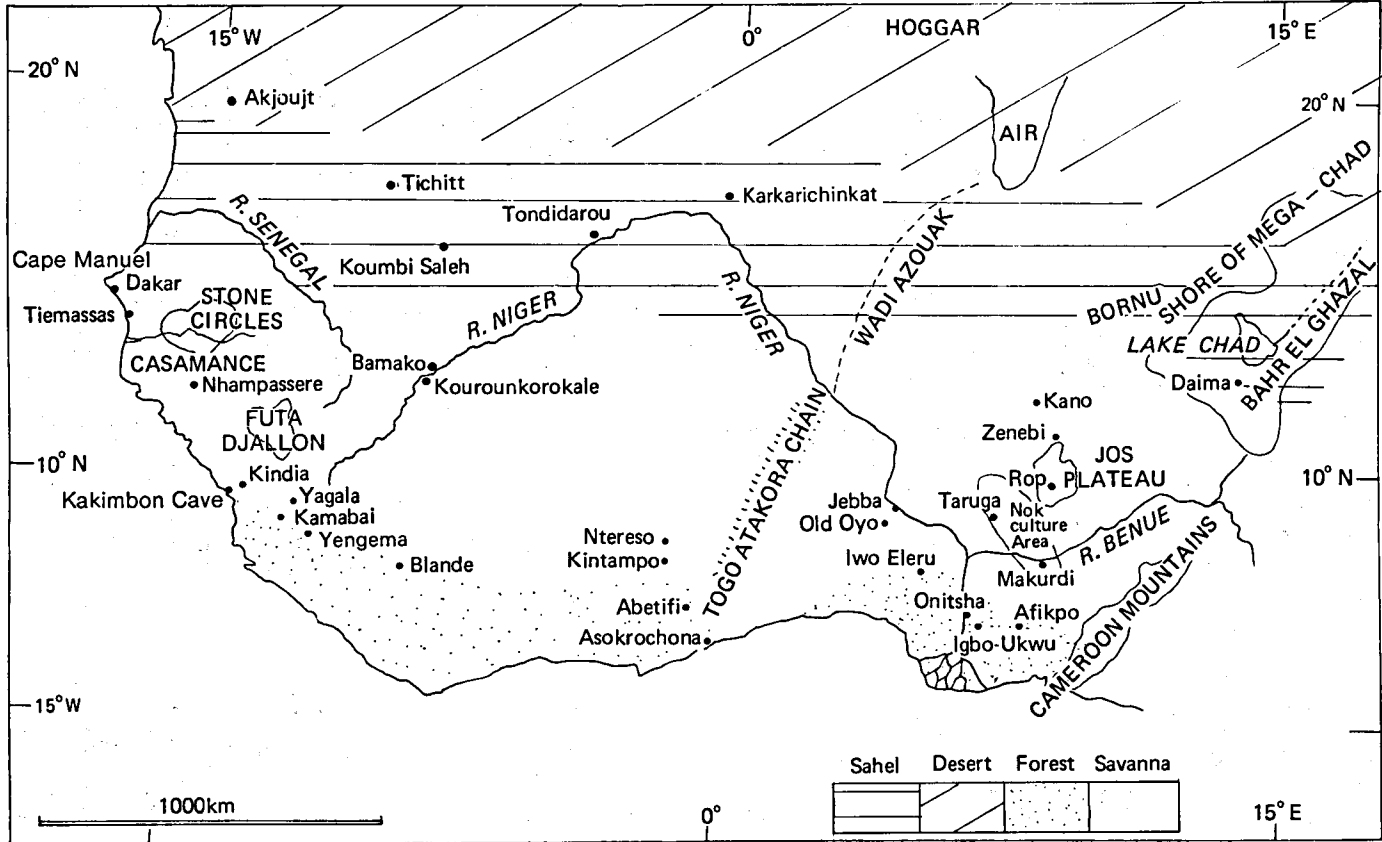 15° W
0°
HOGGAR
15° E
20° N
20° N
Akjoujt
AIR
Tichitt
Karkarichinkat
R. SENEGAL
Tondidarou
WADI AZOUAK
SHORE OF MEGA – CHAD
Koumbi Saleh
Cape Manuel
Dakar
STONE
CIRCLES
Tiemassas
R. NIGER
R. NIGER
BORNU
BAHR EL GHAZAL
LAKE CHAD
CASAMANCE
Nhampassere
Bamako
Kourounkorokale
Daima
Kano
FUTA
DJALLON
TOGO ATAKORA CHAIN
Zenebi
JOS
PLATEAU
10° N
10° N
Kindia
Kakimbon Cave
Yagala
Kamabai
Yengema
Rop
Taruga
Nok
culture
Area
Jebba
Old Oyo
R. BENUE
Ntereso
Kintampo
Blande
Iwo Eleru
Makurdi
CAMEROON MOUNTAINS
Abetifi
Onitsha
Afikpo
Asokrochona
Igbo-Ukwu
15° W
Sahel
Desert
Forest
Savanna
1000km
0°
15° E